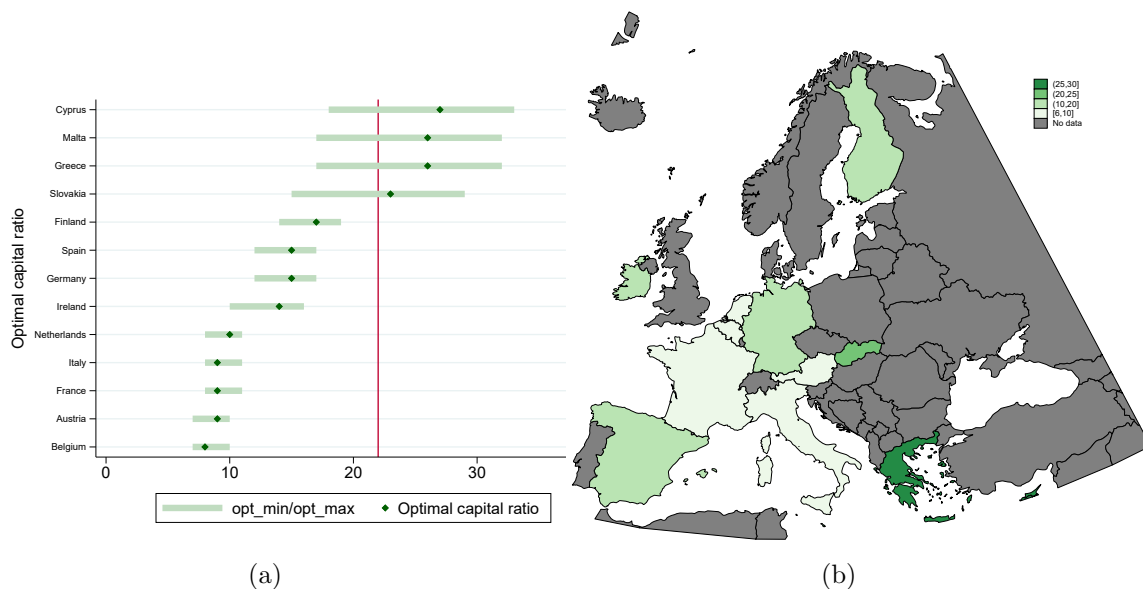 Optimal capital ratio
Cyprus
Malta
Greece
Slovakia
Finland
Spain
Germany
Ireland
Netherlands
Italy
France
Austria
Belgium
0 10 20 30
opt_min/opt_max Optimal capital ratio
(a)
(25,30]
(20,25]
(10,20]
[6,10]
No data
(b)